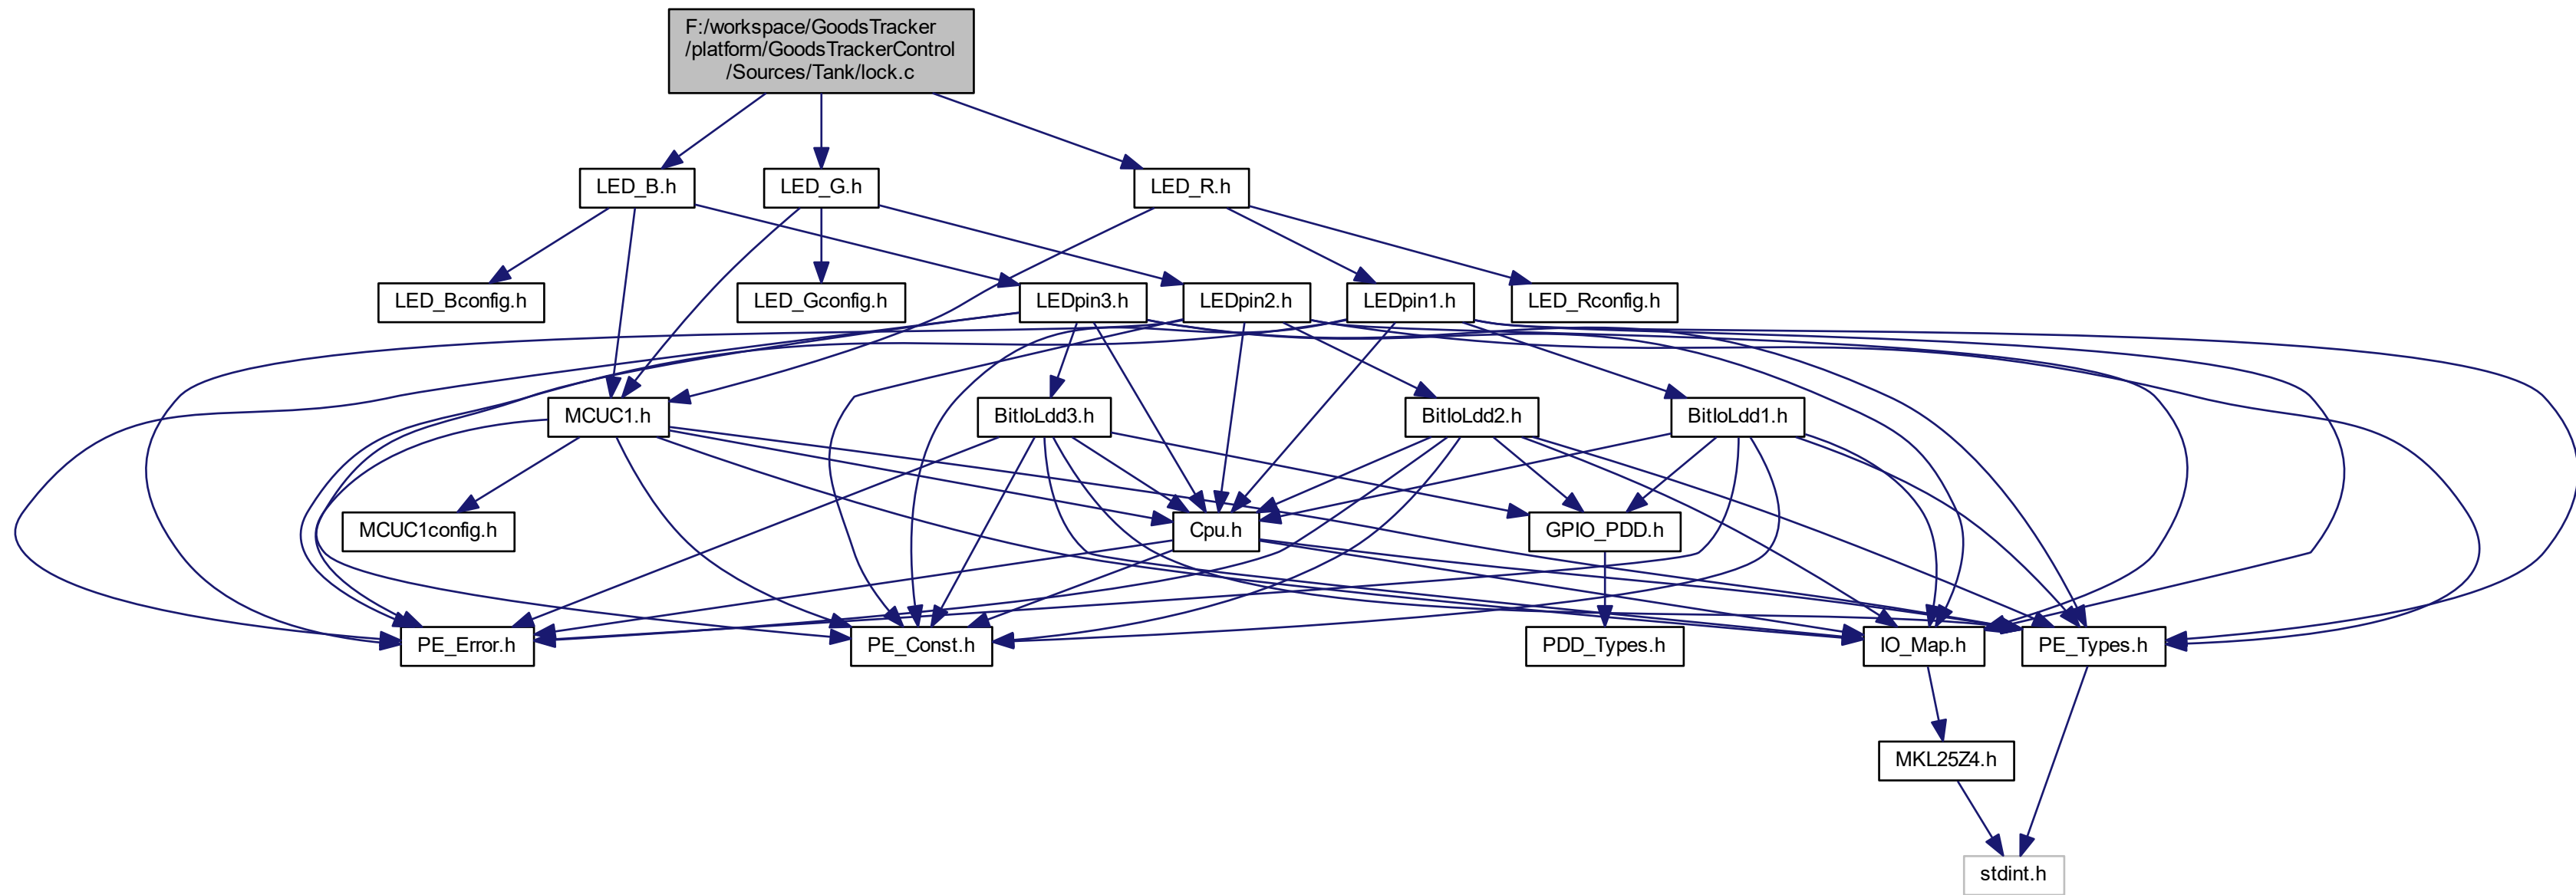 F:/workspace/GoodsTracker
/platform/GoodsTrackerControl
/Sources/Tank/lock.c
LED_B.h
LED_G.h
LED_R.h
LED_Bconfig.h
LED_Gconfig.h
LEDpin3.h
LEDpin2.h
LEDpin1.h
LED_Rconfig.h
MCUC1.h
BitIoLdd3.h
BitIoLdd2.h
BitIoLdd1.h
MCUC1config.h
Cpu.h
GPIO_PDD.h
PE_Error.h
PE_Const.h
PDD_Types.h
IO_Map.h
PE_Types.h
MKL25Z4.h
stdint.h